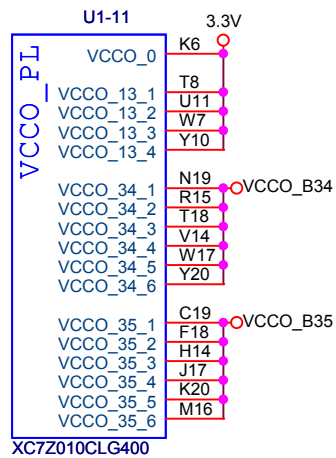 U1-11
3.3V
VCCO_PL
VCCO_0 K6
VCCO_13_1 T8
VCCO_13_2 U11
VCCO_13_3 W7
VCCO_13_4 Y10
VCCO_34_1 N19 VCCO_B34
VCCO_34_2 R15
VCCO_34_3 T18
VCCO_34_4 V14
VCCO_34_5 W17
VCCO_34_6 Y20
VCCO_35_1 C19 VCCO_B35
VCCO_35_2 F18
VCCO_35_3 H14
VCCO_35_4 J17
VCCO_35_5 K20
VCCO_35_6 M16
XC7Z010CLG400